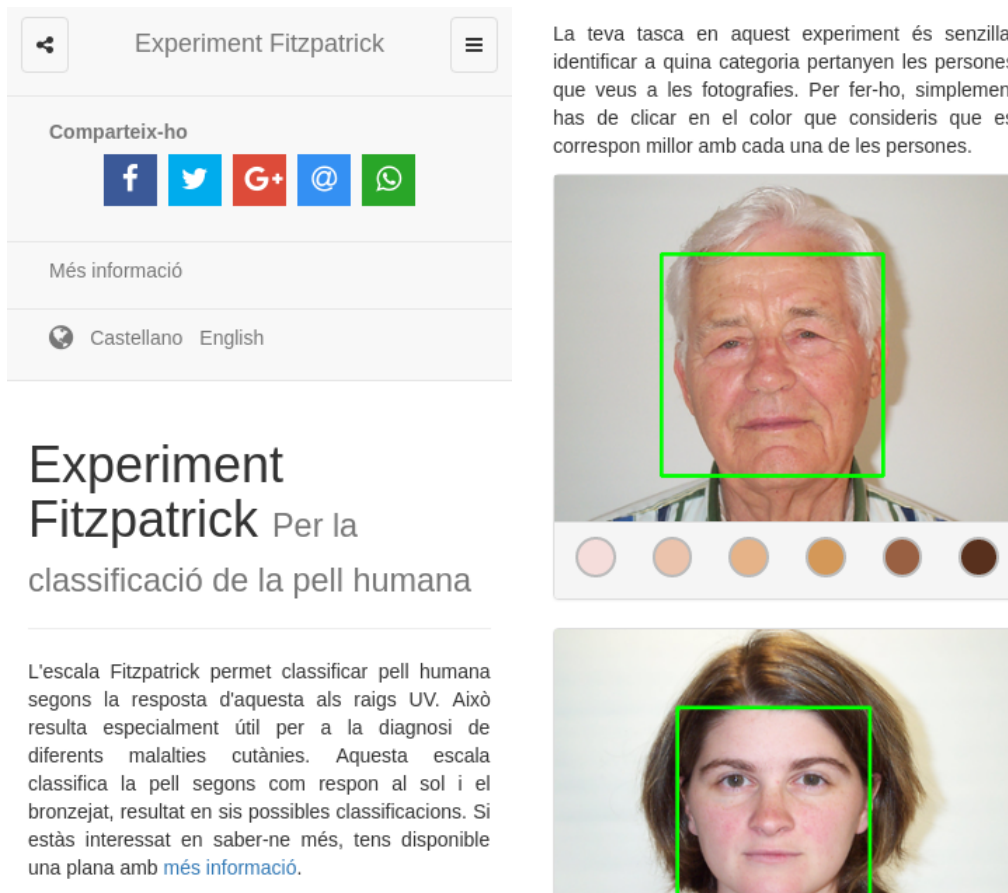 Experiment Fitzpatrick
Comparteix-ho
f
G+
@
Més informació
Castellano English
Experiment
Fitzpatrick Per la
classificació de la pell humana
L'escala Fitzpatrick permet classificar pell humana
segons la resposta d'aquesta als raigs UV. Això
resulta especialment útil per a la diagnosi de
diferents malalties cutànies. Aquesta escala
classifica la pell segons com respon al sol i el
bronzejat, resultat en sis possibles classificacions. Si
estàs interessat en saber-ne més, tens disponible
una plana amb més informació.
La teva tasca en aquest experiment és senzilla
identificar a quina categoria pertanyen les persones
que veus a les fotografies. Per fer-ho, simplemen
has de clicar en el color que consideris que es
correspon millor amb cada una de les persones.